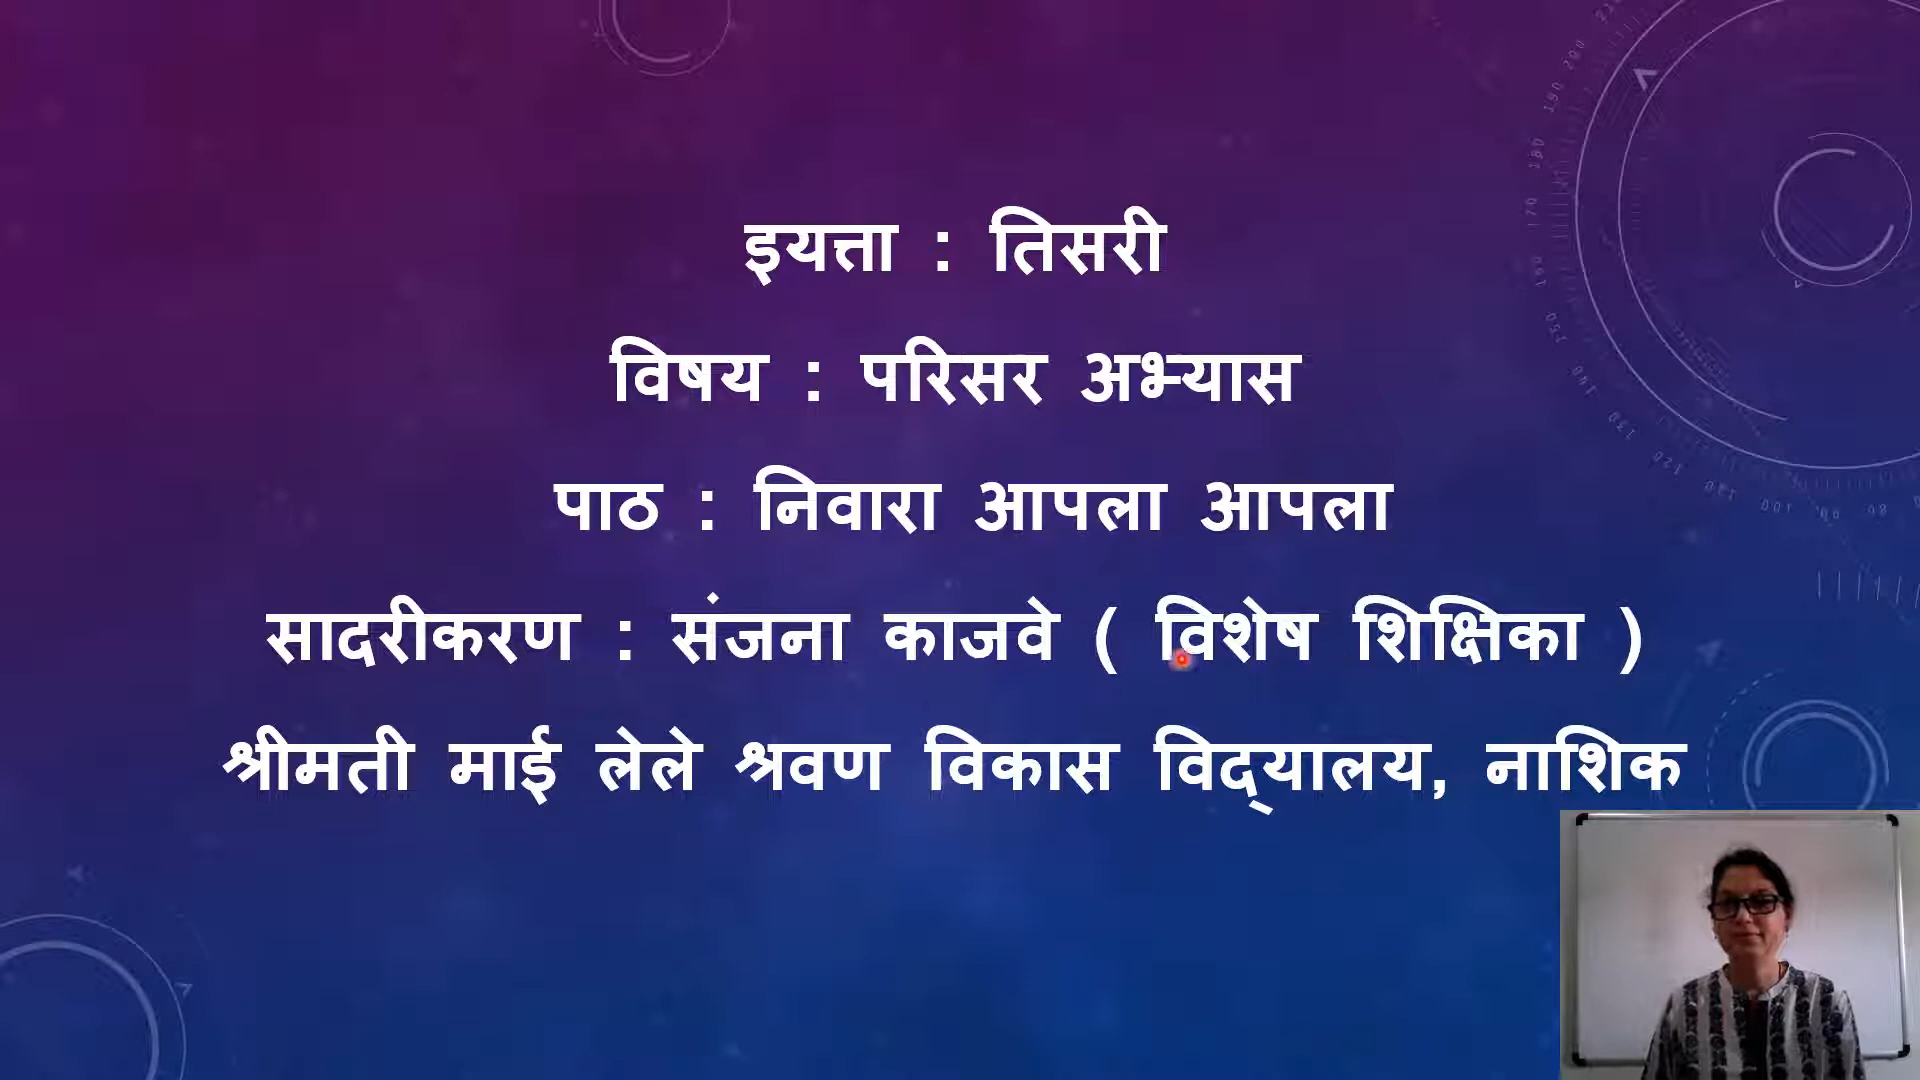 इयत्ता : तिसरी
विषय : परिसर अभ्यास
पाठ : निवारा आपला आपला
सादरीकरण : संजना काजवे ( विशेष शिक्षिका )
श्रीमती माई लेले श्रवण विकास विद्‌यालय, नाशिक